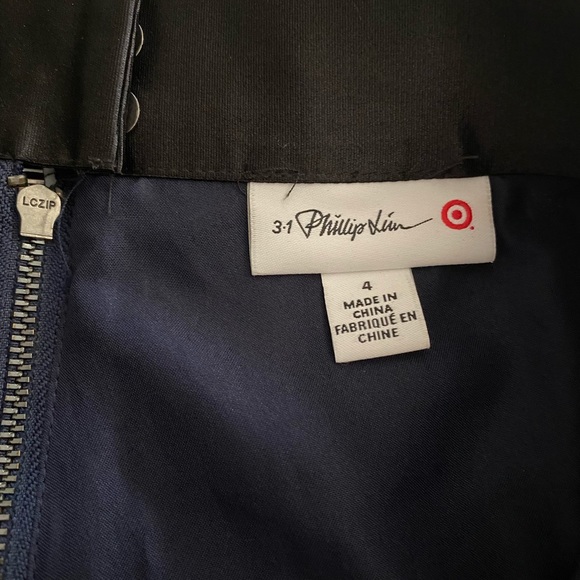 LCZIP
3·1 Phillip Lim
4
MADE IN
CHINA
FABRIQUÉ EN
CHINE